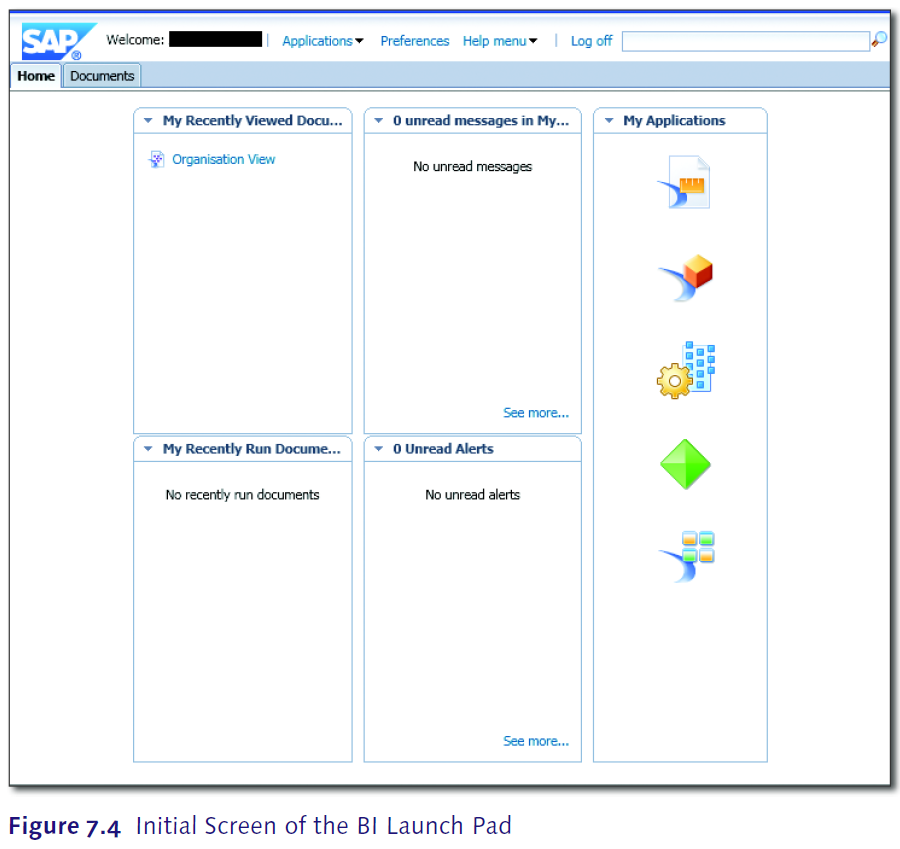 SAP®
Welcome: | Applications Preferences Help menu | Log off
Home Documents
My Recently Viewed Docu...
Organisation View
0 unread messages in My...
No unread messages
See more...
My Applications
My Recently Run Docume...
No recently run documents
0 Unread Alerts
No unread alerts
See more...
Figure 7.4 Initial Screen of the BI Launch Pad